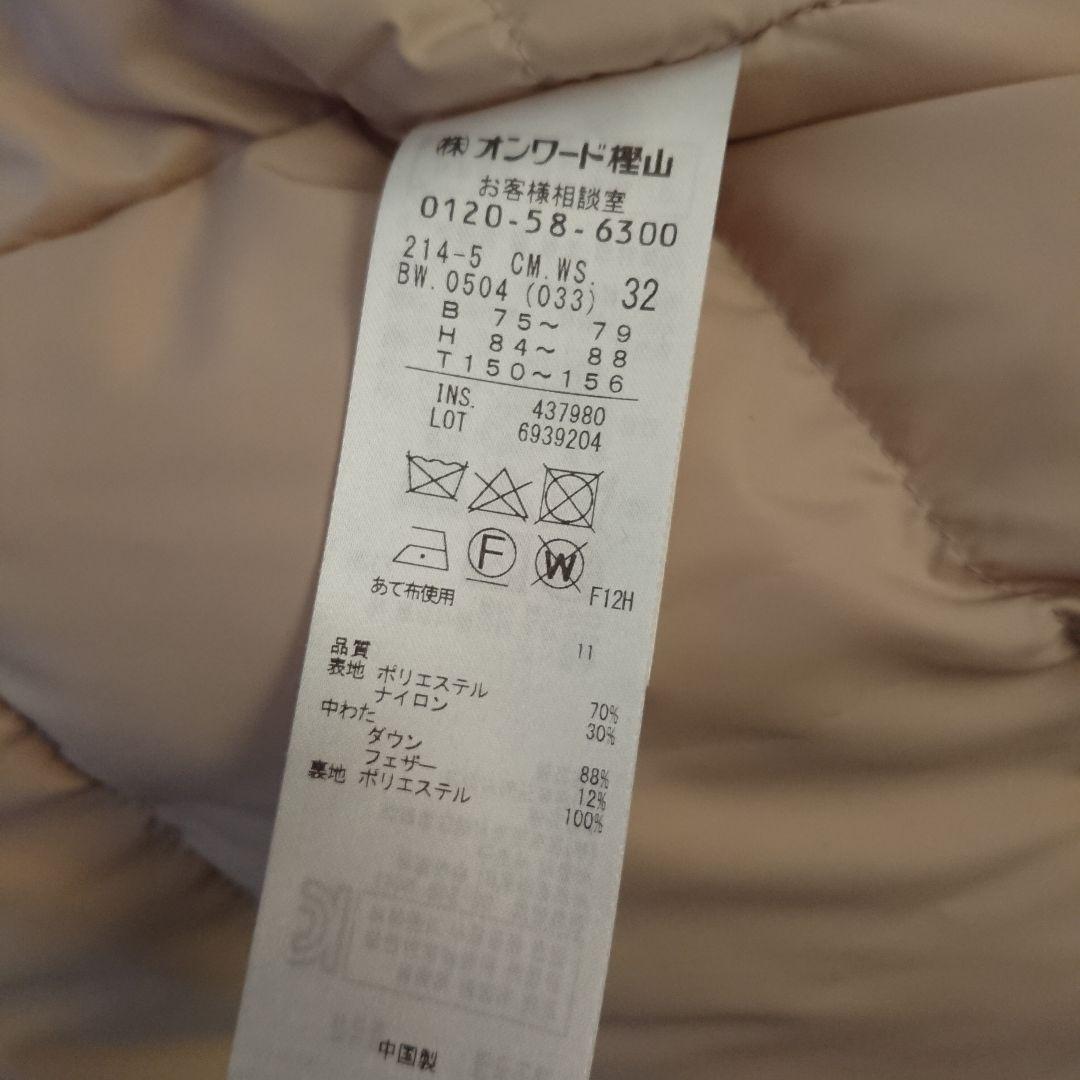 ㈱オンワード樫山
お客様相談室
0120-58-6300
214-5 CM.WS. 32
BW.0504 (033)
B 75〜 79
H 84〜 88
T150〜156
INS. 437980
LOT 6939204
F
W
あて布使用 F12H
品質 11
表地 ポリエステル 70%
ナイロン 30%
中わた
ダウン 88%
フェザー 12%
裏地 ポリエステル 100%
中国製